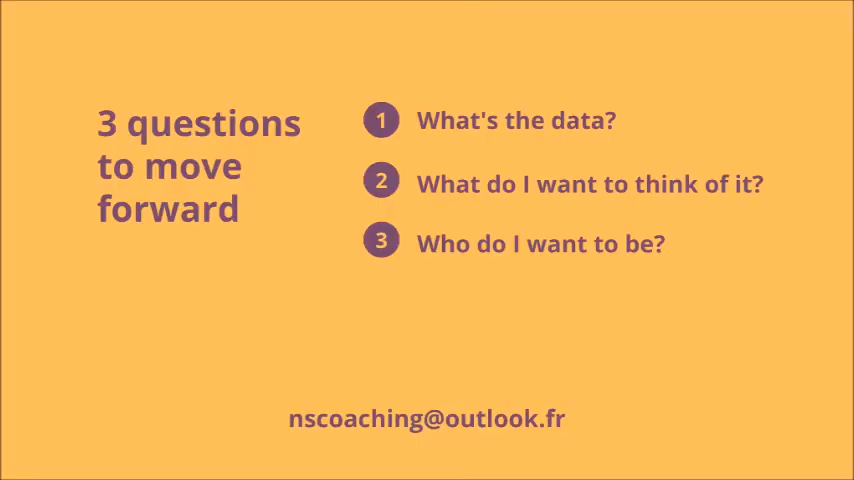 3 questions
to move
forward
1 What's the data?
2 What do I want to think of it?
3 Who do I want to be?
nscoaching@outlook.fr